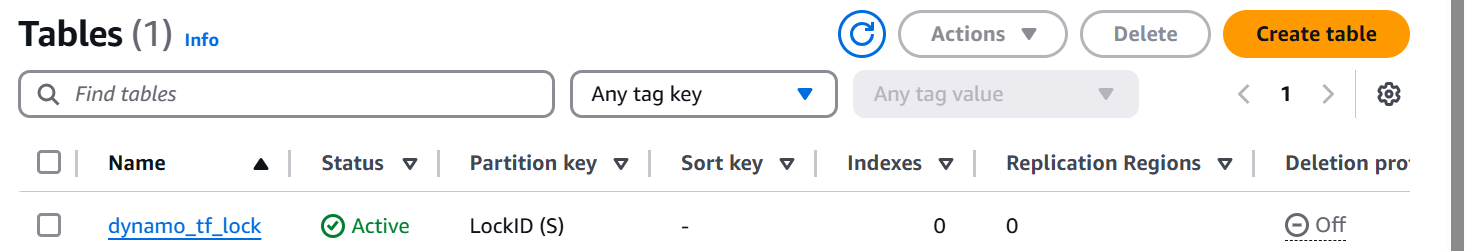 Tables (1) Info Actions Delete Create table
Find tables Any tag key Any tag value 1
Name Status Partition key Sort key Indexes Replication Regions Deletion pro
dynamo_tf_lock Active LockID (S) - 0 0 Off